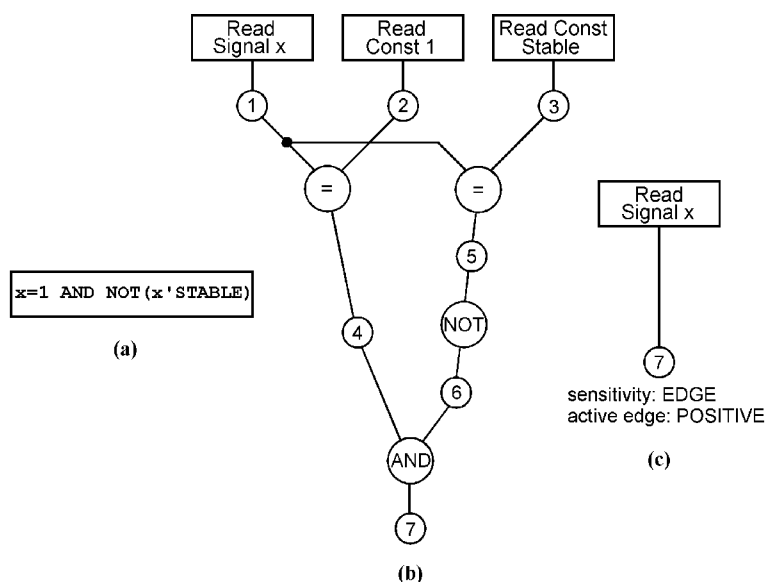 Read
Signal x
Read
Const 1
Read Const
Stable
1
2
3
=
=
Read
Signal x
5
x=1 AND NOT(x'STABLE)
4
NOT
(a)
7
6
sensitivity: EDGE
active edge: POSITIVE
AND
(c)
7
(b)